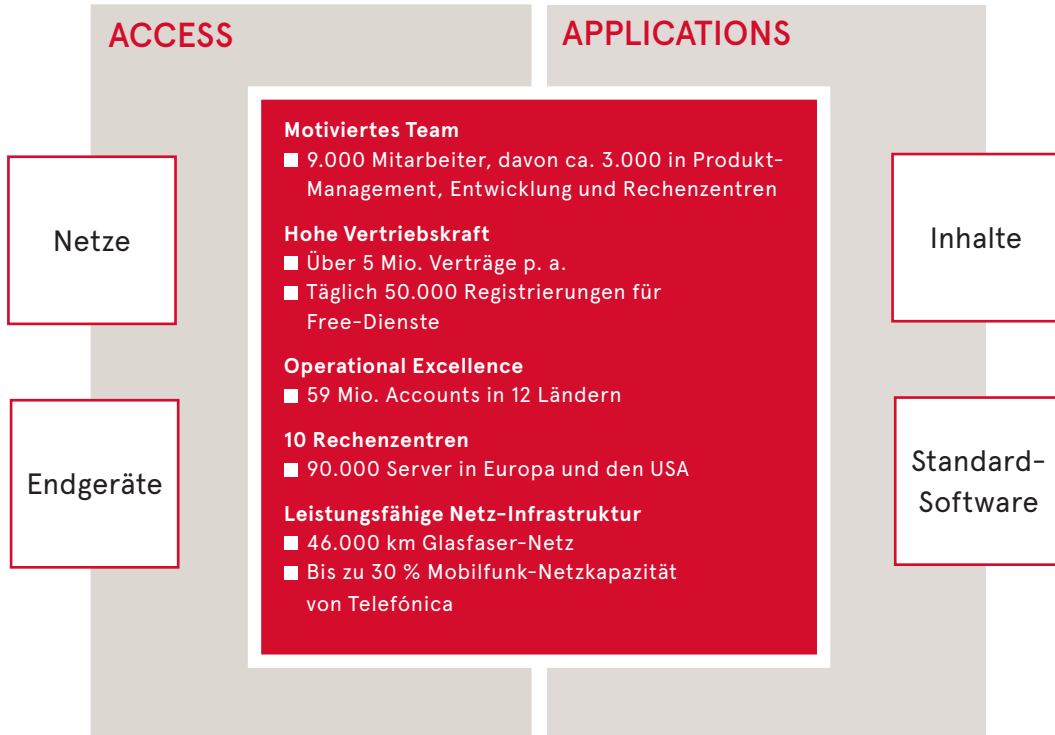 ACCESS
APPLICATIONS
Netze
Endgeräte
Motiviertes Team
9.000 Mitarbeiter, davon ca. 3.000 in Produkt-
Management, Entwicklung und Rechenzentren
Hohe Vertriebskraft
Über 5 Mio. Verträge p. a.
Täglich 50.000 Registrierungen für
Free-Dienste
Operational Excellence
59 Mio. Accounts in 12 Ländern
10 Rechenzentren
90.000 Server in Europa und den USA
Leistungsfähige Netz-Infrastruktur
46.000 km Glasfaser-Netz
Bis zu 30 % Mobilfunk-Netzkapazität
von Telefónica
Inhalte
Standard-
Software